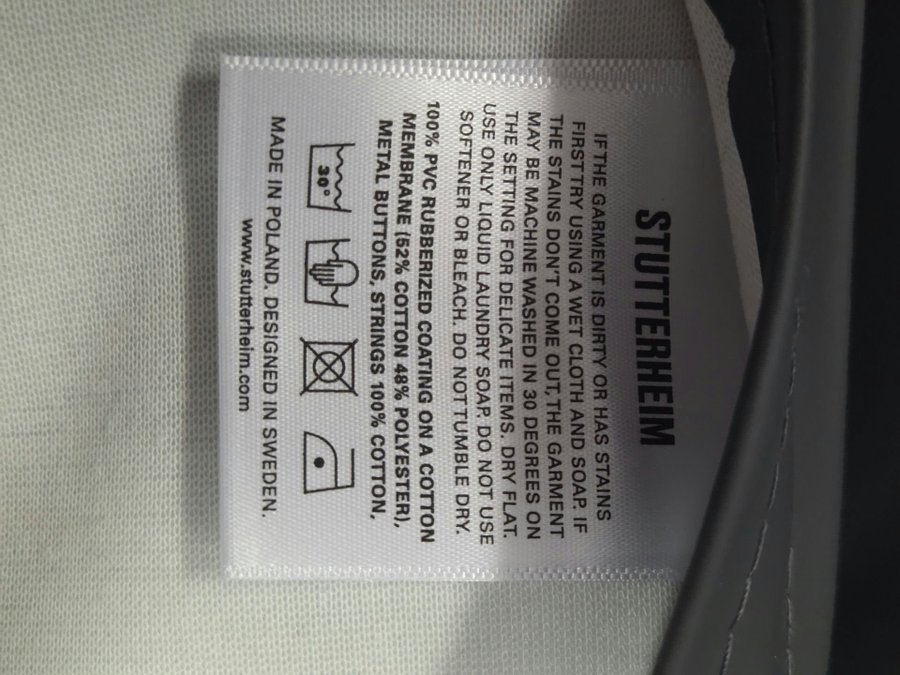 STUTTERHEIM
IF THE GARMENT IS DIRTY OR HAS STAINS
FIRST TRY USING A WET CLOTH AND SOAP. IF
THE STAINS DON'T COME OUT, THE GARMENT
MAY BE MACHINE WASHED IN 30 DEGREES ON
THE SETTING FOR DELICATE ITEMS. DRY FLAT.
USE ONLY LIQUID LAUNDRY SOAP. DO NOT USE
SOFTENER OR BLEACH. DO NOT TUMBLE DRY.
100% PVC RUBBERIZED COATING ON A COTTON
MEMBRANE (52% COTTON 48% POLYESTER),
METAL BUTTONS, STRINGS 100% COTTON,
30°
MADE IN POLAND. DESIGNED IN SWEDEN.
www.stutterheim.com